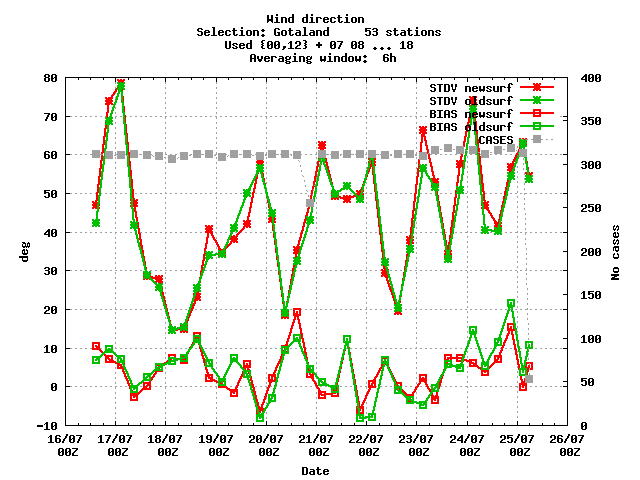 Wind direction
Selection: Gotaland     53 stations
Used {00,12} + 07 08 ... 18
Averaging window:  6h
80 400
STDV newsurf
STDV oldsurf
70 350
BIAS newsurf
BIAS oldsurf
CASES
60 300
50 250
40 200
30 150
20
10 100
0 50
-10 0
deg
No cases
16/07 17/07 18/07 19/07 20/07 21/07 22/07 23/07 24/07 25/07 26/07
00Z 00Z 00Z 00Z 00Z 00Z 00Z 00Z 00Z 00Z 00Z
Date